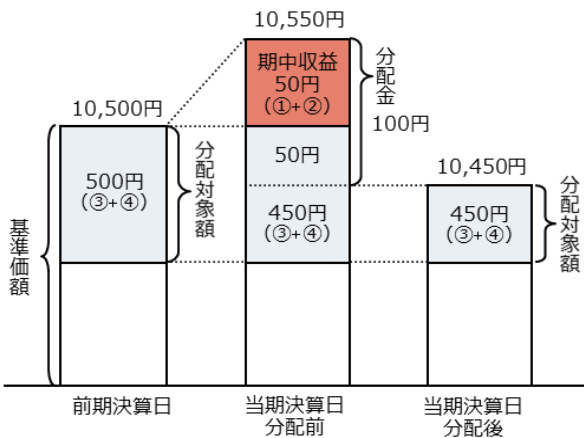 10,550円
期中収益
50円
(①+②)
分配金
100円
10,500円
500円
(③+④)
分配対象額
50円
450円
(③+④)
10,450円
450円
(③+④)
分配対象額
基準価額
前期決算日
当期決算日
分配前
当期決算日
分配後